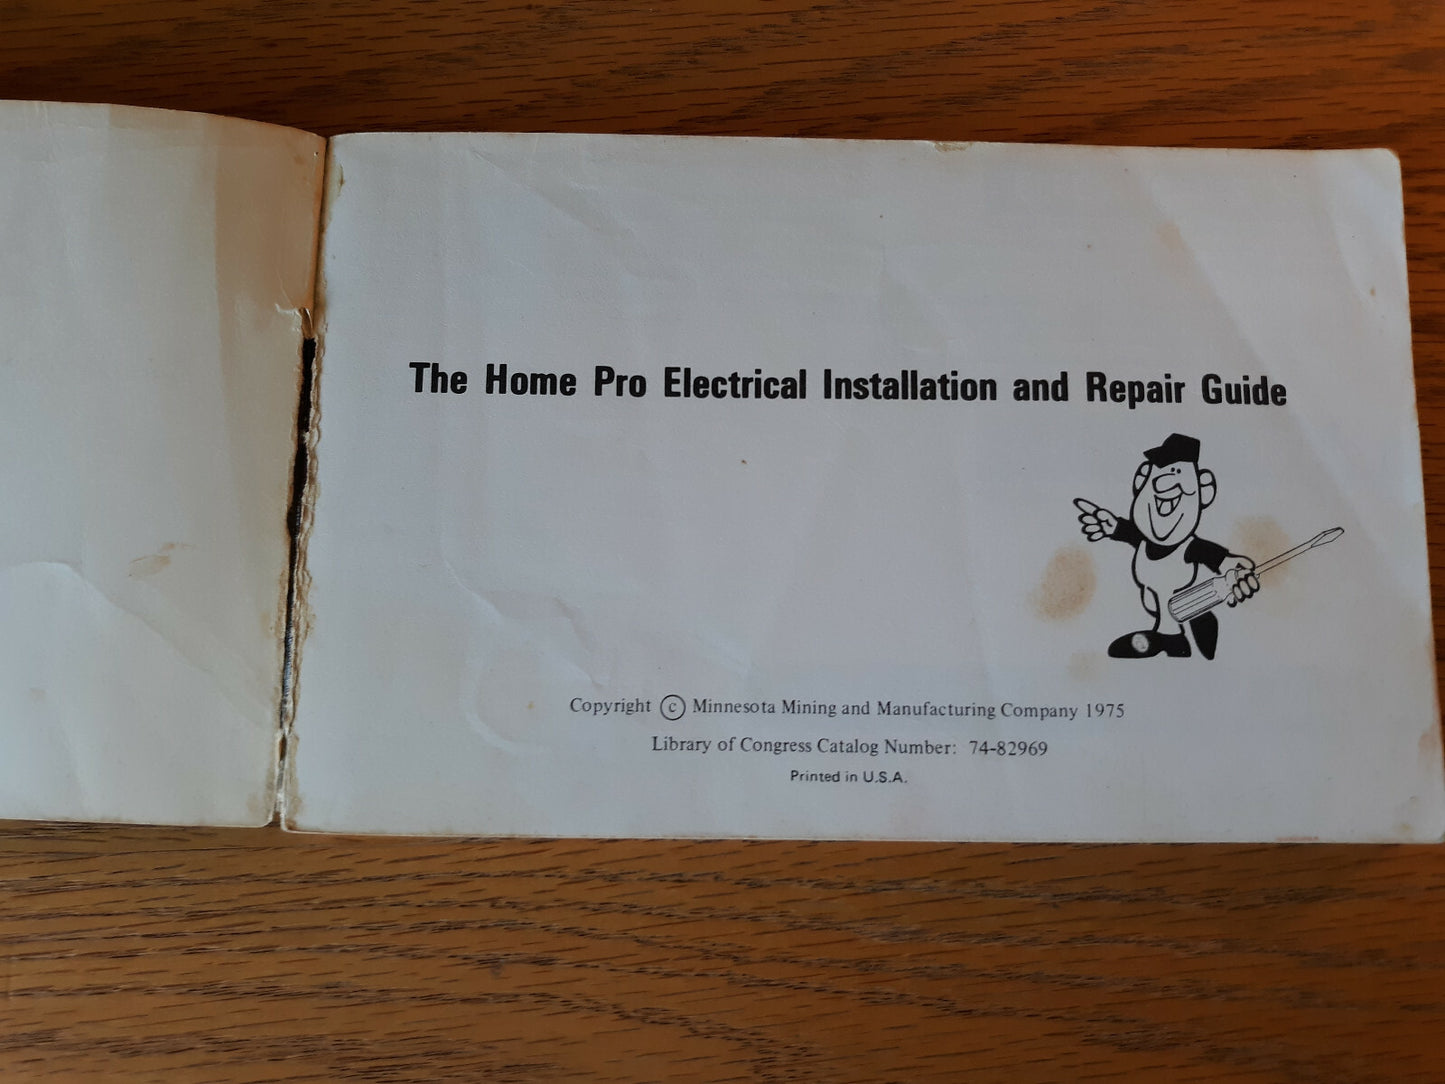 The Home Pro Electrical Installation and Repair Guide
Copyright © Minnesota Mining and Manufacturing Company 1975
Library of Congress Catalog Number: 74-82969
Printed in U.S.A.